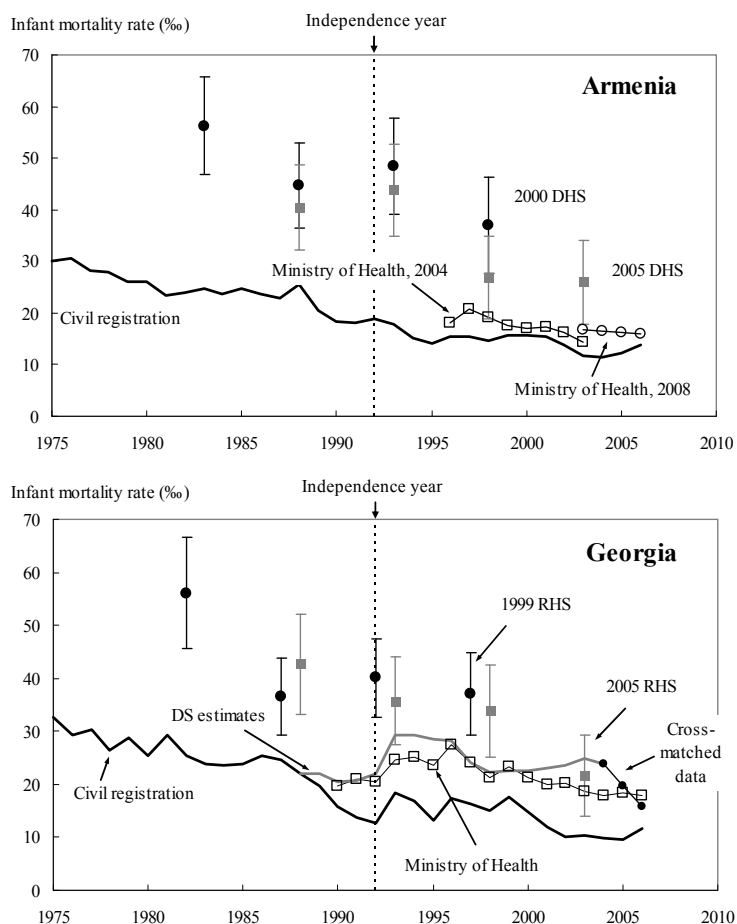 Infant mortality rate (‰)
Independence year
70
60
50
40
30
20
10
0
Armenia
2000 DHS
Ministry of Health, 2004
2005 DHS
Civil registration
Ministry of Health, 2008
1975 1980 1985 1990 1995 2000 2005 2010
Infant mortality rate (‰)
Independence year
70
60
50
40
30
20
10
0
Georgia
1999 RHS
2005 RHS
DS estimates
Cross-
matched
data
Civil registration
Ministry of Health
1975 1980 1985 1990 1995 2000 2005 2010